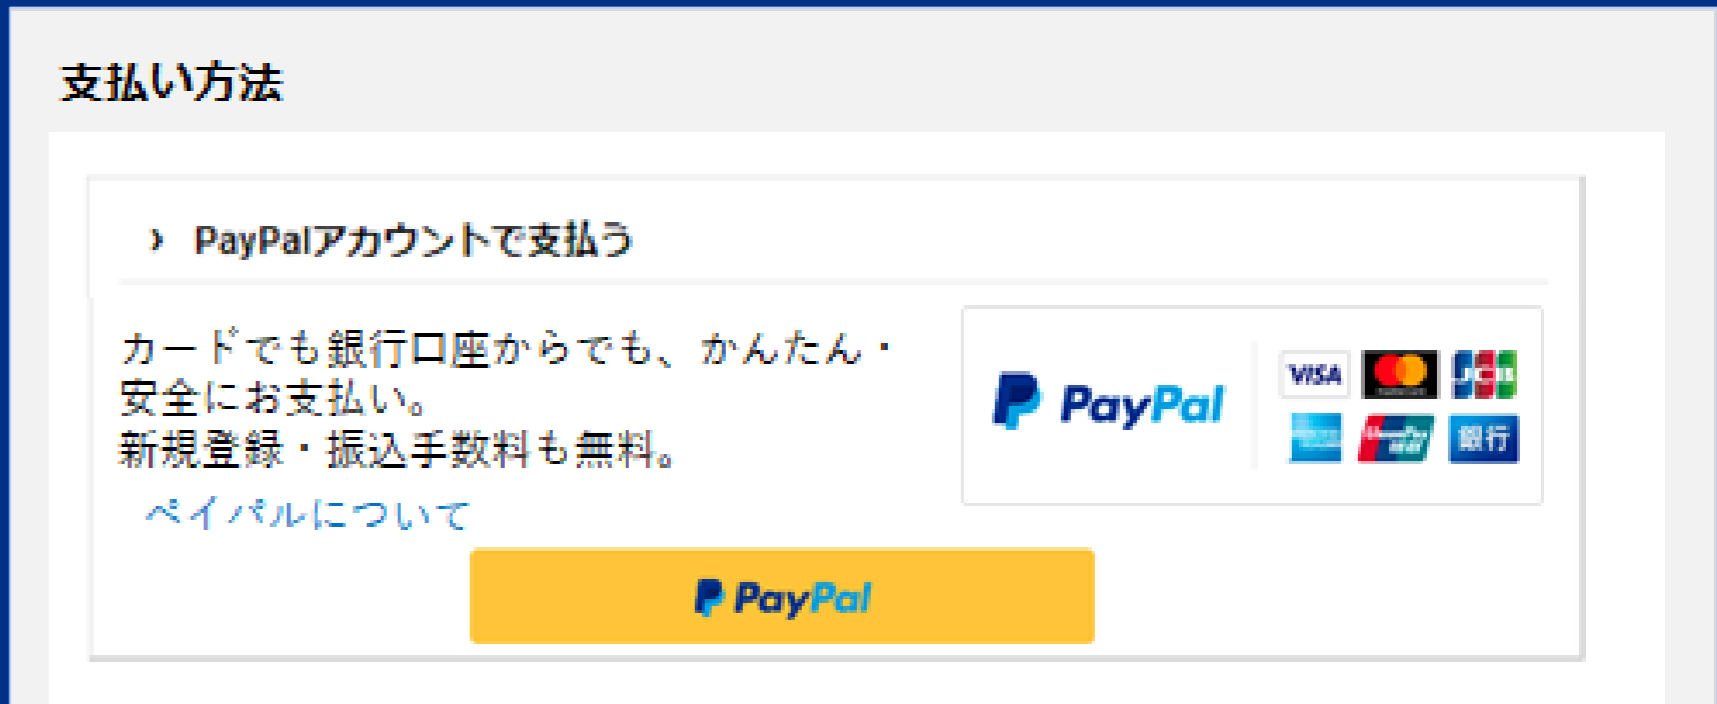 支払い方法
› PayPalアカウントで支払う
カードでも銀行口座からでも、かんたん・
安全にお支払い。
新規登録・振込手数料も無料。
ペイパルについて
PayPal
VISA
JCB
銀行
PayPal